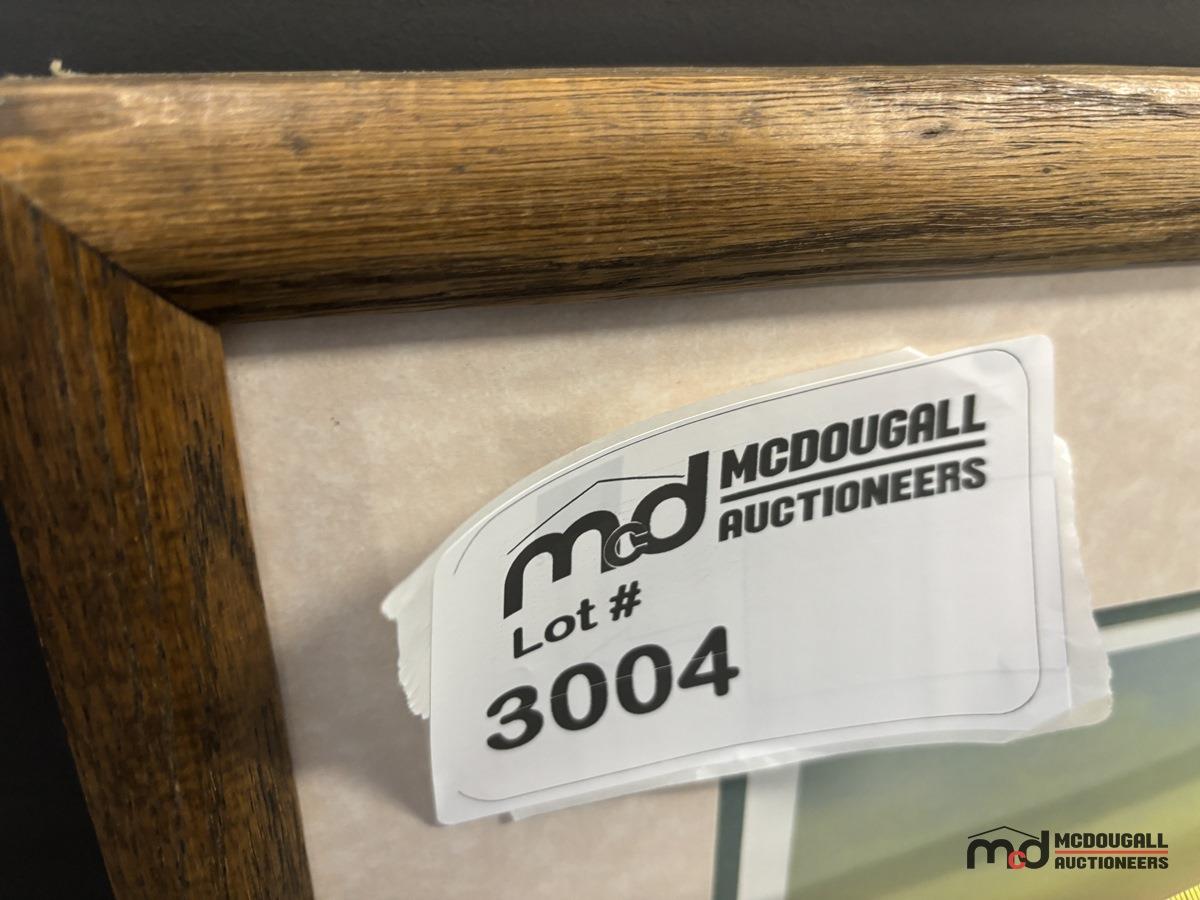 mcd MCDOUGALL
AUCTIONEERS
Lot #
3004
mcd MCDOUGALL
AUCTIONEERS